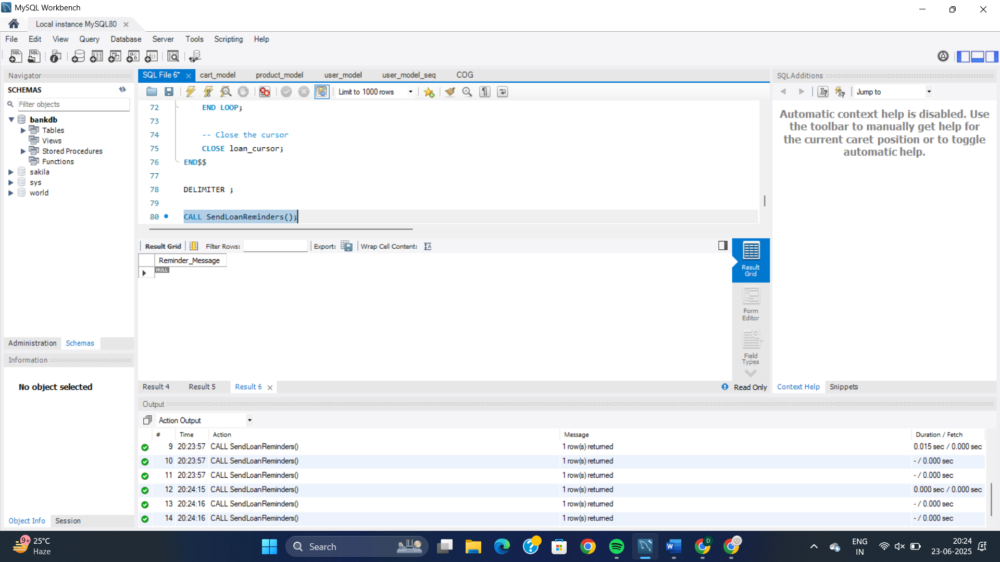 MySQL Workbench
Local instance MySQL80
File Edit View Query Database Server Tools Scripting Help
Navigator
SCHEMAS
Filter objects
bankdb
Tables
Views
Stored Procedures
Functions
sakila
sys
world
Administration Schemas
Information
No object selected
Object Info Session
SQL File 6* cart_model product_model user_model user_model_seq COG
Limit to 1000 rows
72 END LOOP;
73
74 -- Close the cursor
75 CLOSE loan_cursor;
76 END$$
77
78 DELIMITER ;
79
80 CALL SendLoanReminders();
Result Grid Filter Rows: Export: Wrap Cell Content:
Reminder_Message
NULL
Result Grid
Form Editor
Field Types
Result 4 Result 5 Result 6 Read Only
SQLAdditions
Jump to
Automatic context help is disabled. Use
the toolbar to manually get help for
the current caret position or to toggle
automatic help.
Context Help Snippets
Output
Action Output
# Time Action Message Duration / Fetch
9 20:23:57 CALL SendLoanReminders() 1 row(s) returned 0.015 sec / 0.000 sec
10 20:23:57 CALL SendLoanReminders() 1 row(s) returned - / 0.000 sec
11 20:23:57 CALL SendLoanReminders() 1 row(s) returned - / 0.000 sec
12 20:24:15 CALL SendLoanReminders() 1 row(s) returned 0.000 sec / 0.000 sec
13 20:24:16 CALL SendLoanReminders() 1 row(s) returned - / 0.000 sec
14 20:24:16 CALL SendLoanReminders() 1 row(s) returned - / 0.000 sec
9+ 25°C
Haze
Search
ENG
IN
20:24
23-06-2025